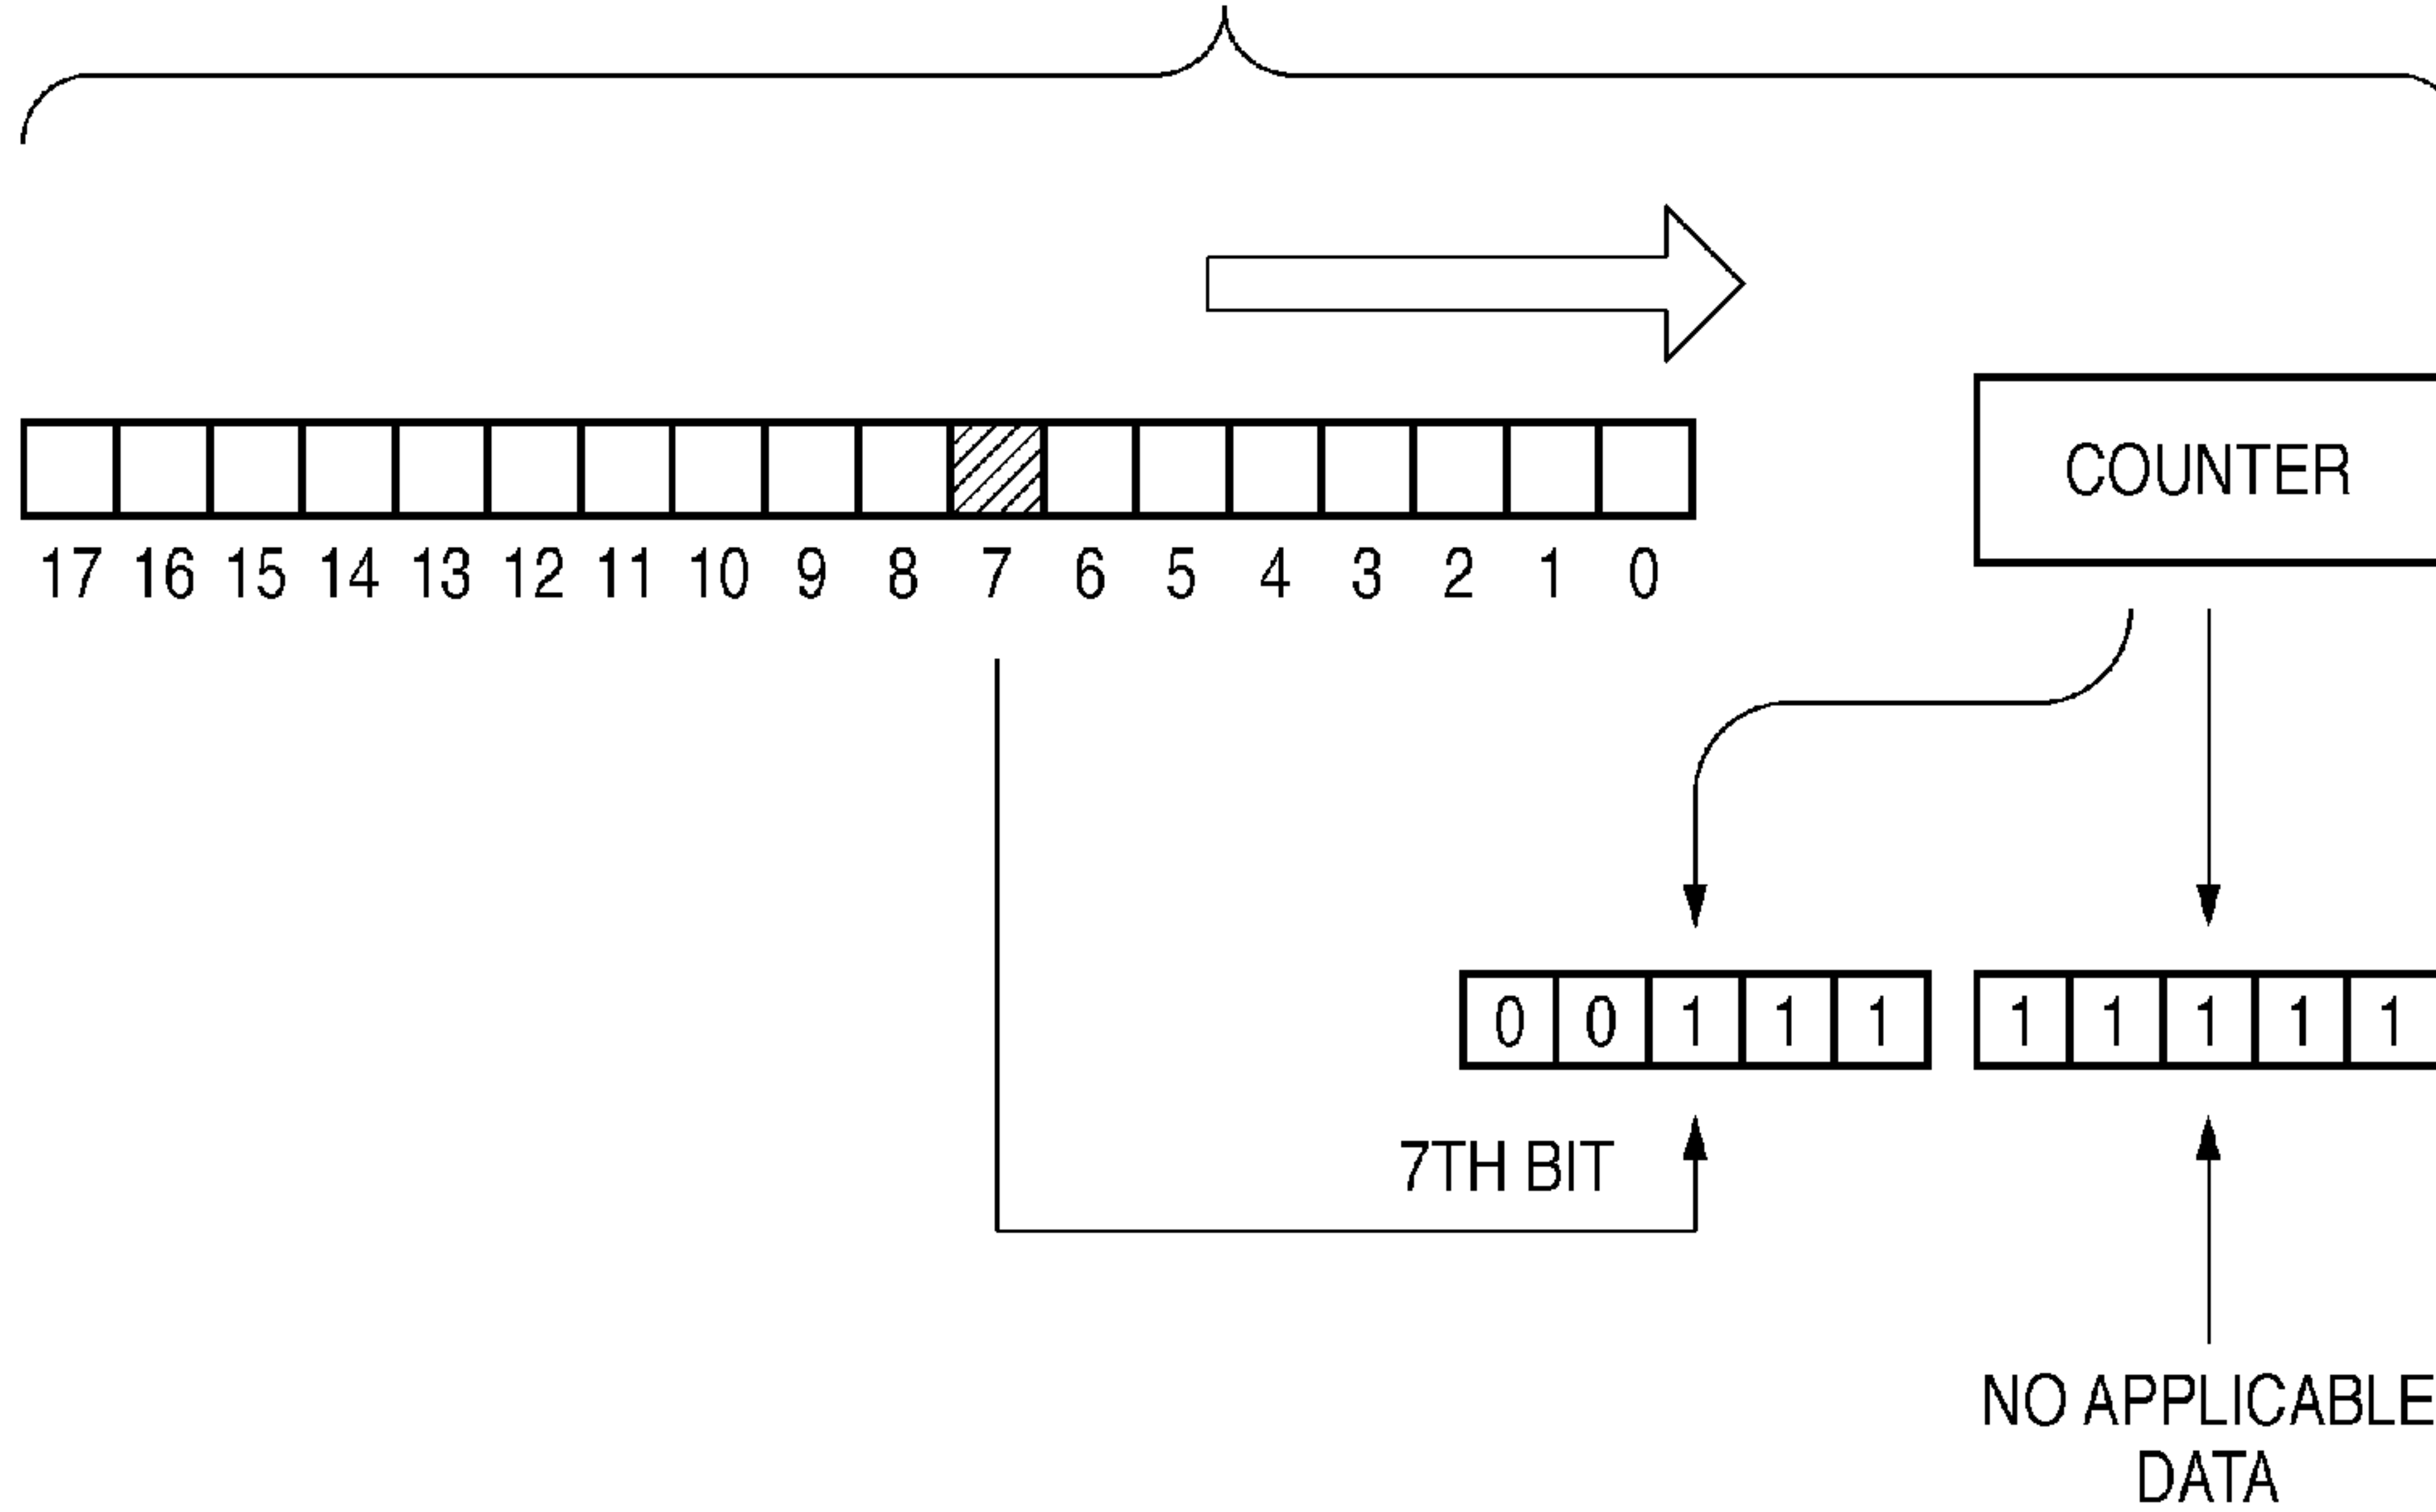 COUNTER
17 16 15 14 13 12 11 10 9 8 7 6 5 4 3 2 1 0
0 0 1 1 1 1 1 1 1 1
7TH BIT
NO APPLICABLE
DATA